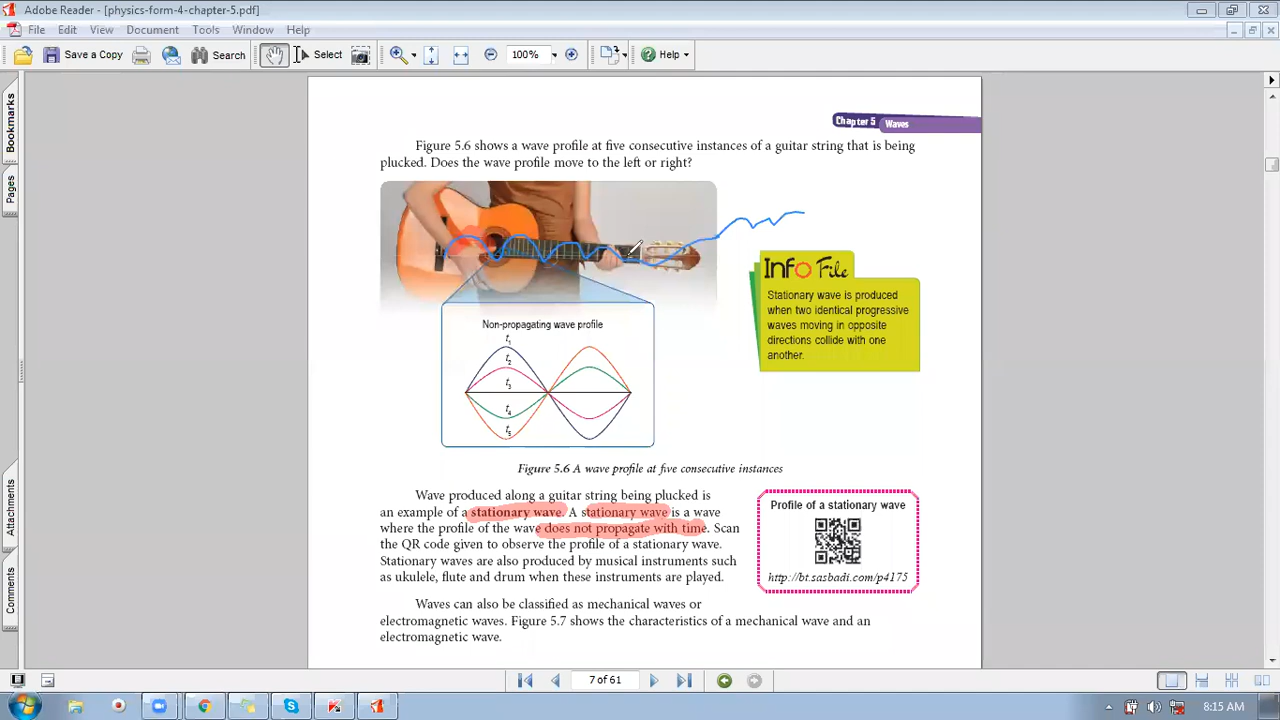 Adobe Reader - [physics-form-4-chapter-5.pdf]
File Edit View Document Tools Window Help
Save a Copy Search Select 100% Help
Bookmarks
Pages
Attachments
Comments
Chapter 5 Waves
Figure 5.6 shows a wave profile at five consecutive instances of a guitar string that is being
plucked. Does the wave profile move to the left or right?
Info File
Stationary wave is produced
when two identical progressive
waves moving in opposite
directions collide with one
another.
Non-propagating wave profile
t1
t2
t3
t4
t5
Figure 5.6 A wave profile at five consecutive instances
Wave produced along a guitar string being plucked is
an example of a stationary wave. A stationary wave is a wave
where the profile of the wave does not propagate with time. Scan
the QR code given to observe the profile of a stationary wave.
Stationary waves are also produced by musical instruments such
as ukulele, flute and drum when these instruments are played.
Profile of a stationary wave
http://bt.sasbadi.com/p4175
Waves can also be classified as mechanical waves or
electromagnetic waves. Figure 5.7 shows the characteristics of a mechanical wave and an
electromagnetic wave.
7 of 61
8:15 AM